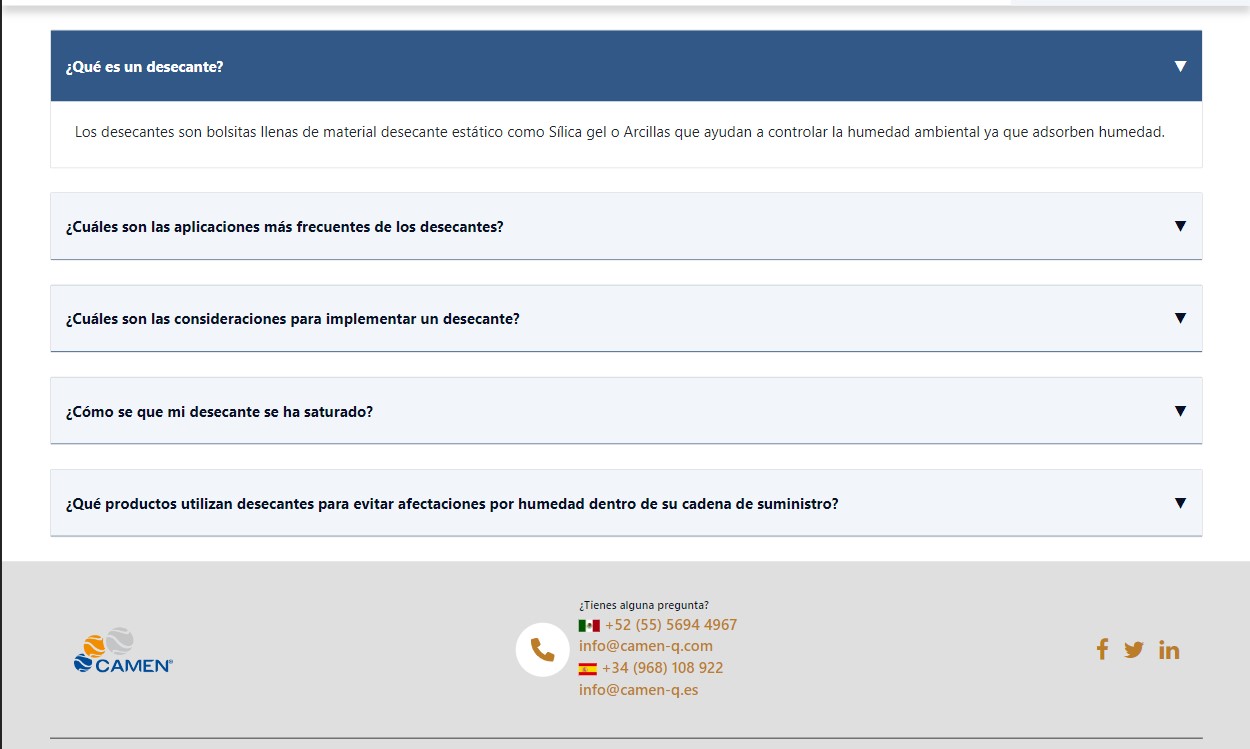 ¿Qué es un desecante?
Los desecantes son bolsitas llenas de material desecante estático como Sílica gel o Arcillas que ayudan a controlar la humedad ambiental ya que adsorben humedad.
¿Cuáles son las aplicaciones más frecuentes de los desecantes?
¿Cuáles son las consideraciones para implementar un desecante?
¿Cómo se que mi desecante se ha saturado?
¿Qué productos utilizan desecantes para evitar afectaciones por humedad dentro de su cadena de suministro?
CAMEN®
¿Tienes alguna pregunta?
+52 (55) 5694 4967
info@camen-q.com
+34 (968) 108 922
info@camen-q.es